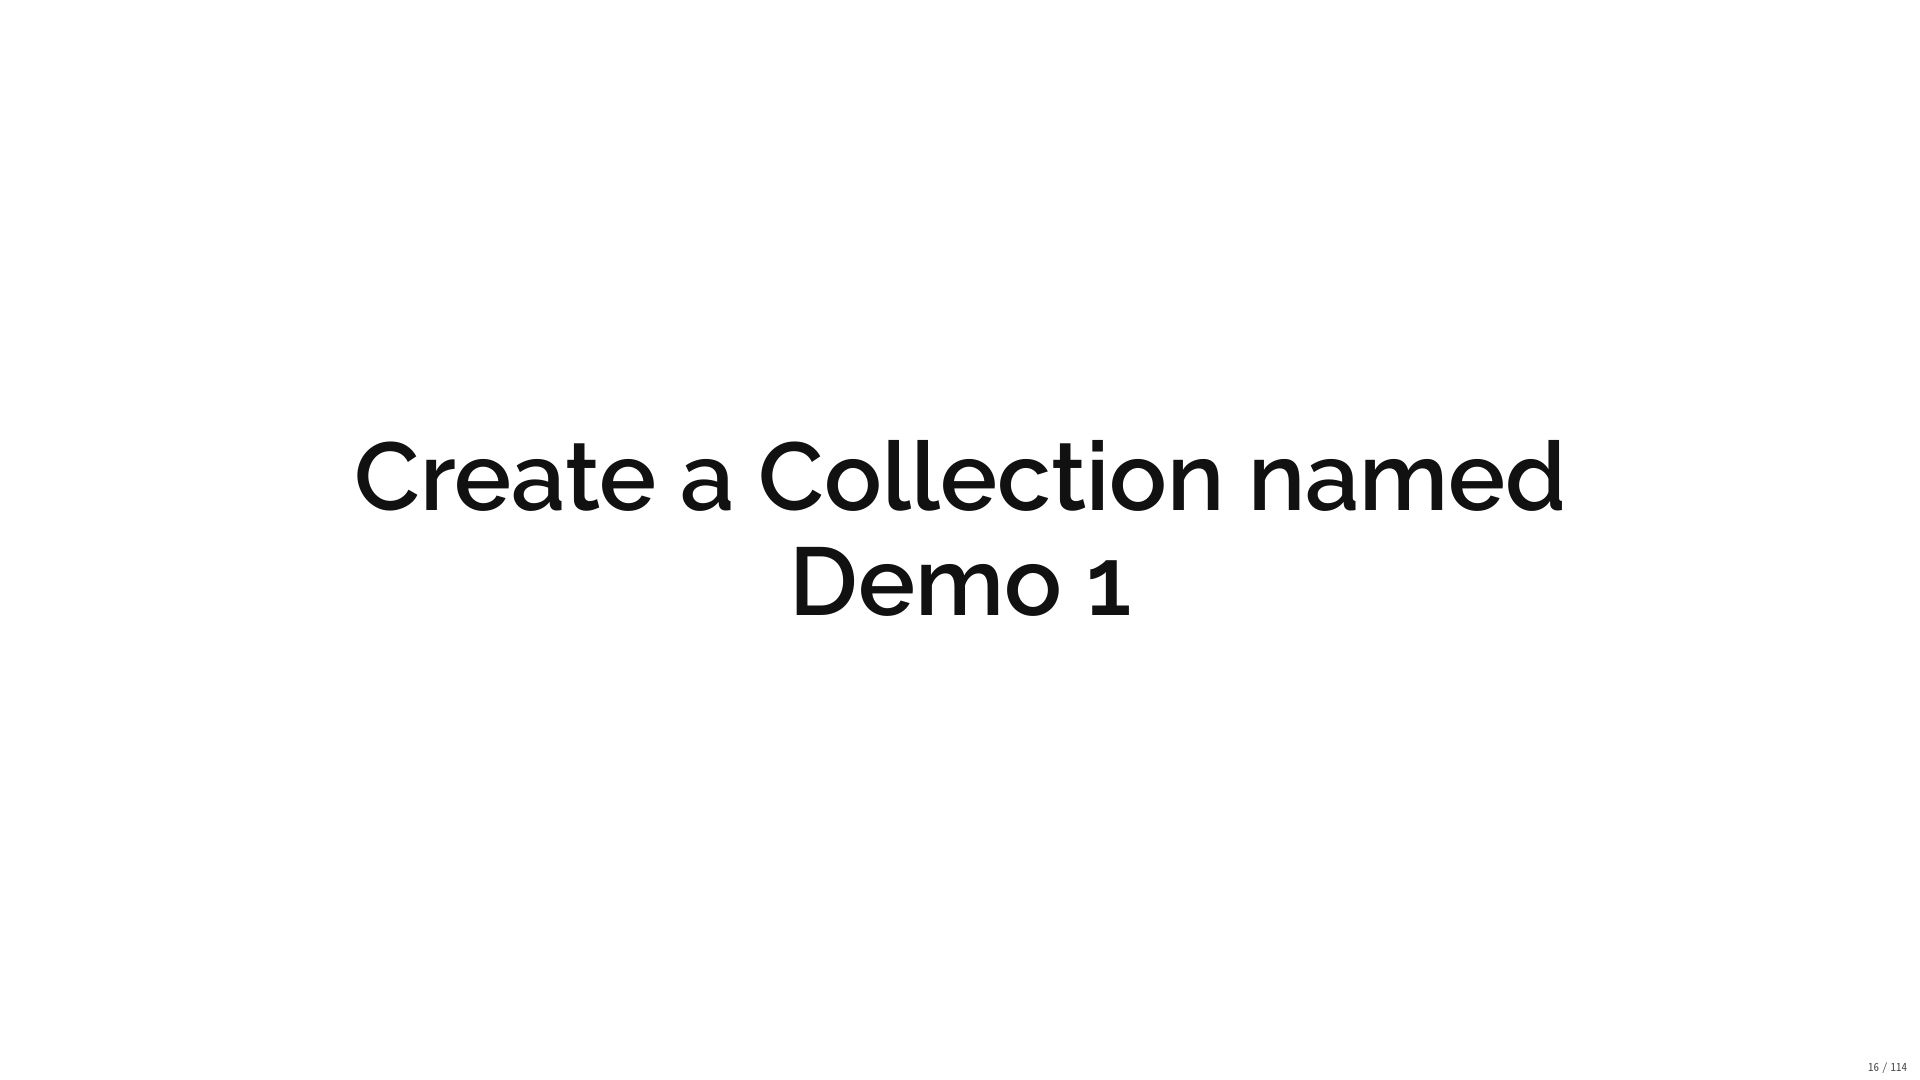 Create a Collection named
Demo 1
16 / 114